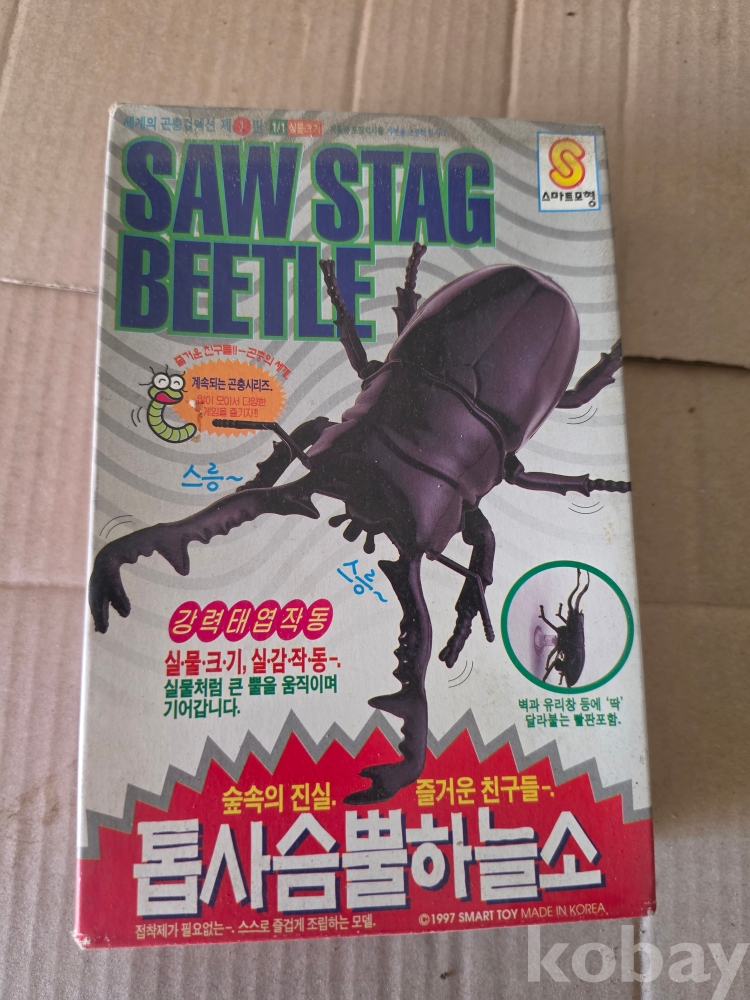 세계의 곤충컬렉션 제
1/1 실물크기
SAW STAG
BEETLE
S
스마트모형
즐거운 친구들!! -곤충의 세계
계속되는 곤충시리즈.
많이 모아서 다양한
게임을 즐기자!!
스릉~
스릉~
강력태엽작동
실·물·크·기, 실·감·작·동-.
실물처럼 큰 뿔을 움직이며
기어갑니다.
벽과 유리창 등에 '딱'
달라붙는 빨판포함.
숲속의 진실.
즐거운 친구들-.
톱사슴뿔하늘소
©1997 SMART TOY MADE IN KOREA.
접착제가 필요없는-. 스스로 즐겁게 조립하는 모델.
kobay